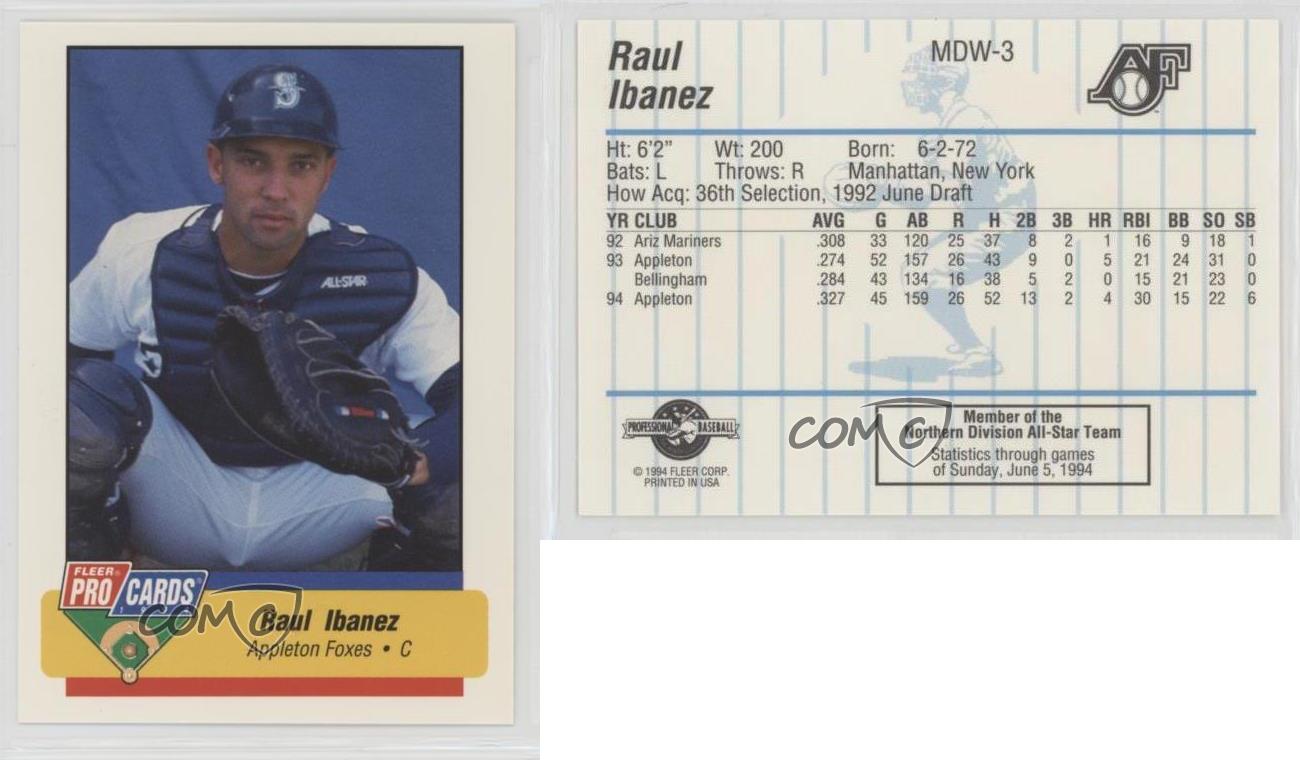 S
ALL-STAR
Wilson
FLEER®
PRO CARDS
Raul Ibanez
Appleton Foxes • C
COMC
Raul
Ibanez
MDW-3
AF
Ht: 6'2" Wt: 200 Born: 6-2-72
Bats: L Throws: R Manhattan, New York
How Acq: 36th Selection, 1992 June Draft
YR CLUB AVG G AB R H 2B 3B HR RBI BB SO SB
92 Ariz Mariners .308 33 120 25 37 8 2 1 16 9 18 1
93 Appleton .274 52 157 26 43 9 0 5 21 24 31 0
Bellingham .284 43 134 16 38 5 2 0 15 21 23 0
94 Appleton .327 45 159 26 52 13 2 4 30 15 22 6
PROFESSIONAL BASEBALL
© 1994 FLEER CORP.
PRINTED IN USA
COMC
Member of the
Northern Division All-Star Team
Statistics through games
of Sunday, June 5, 1994